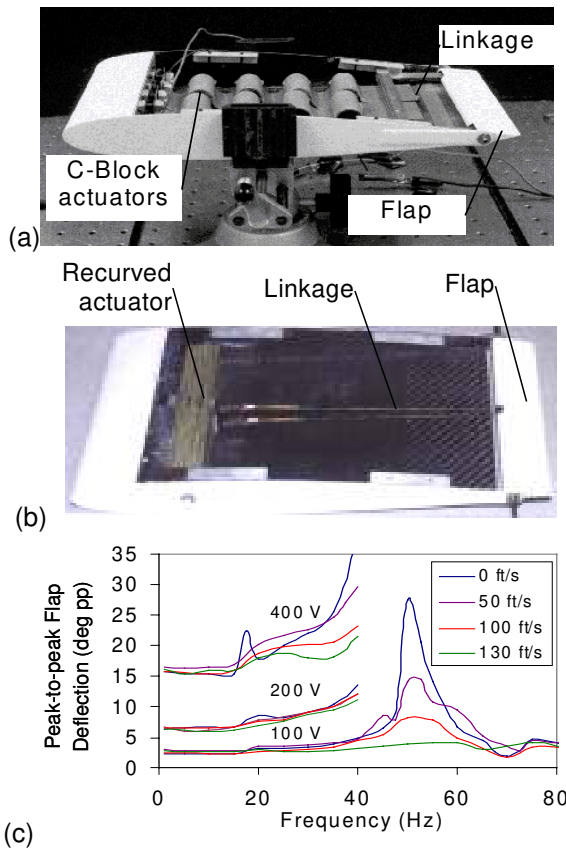 Linkage
C-Block
actuators
Flap
(a)
Recurved
actuator
Linkage
Flap
(b)
Peak-to-peak Flap
Deflection (deg pp)
35
30
25
20
15
10
5
0
400 V
200 V
100 V
0 ft/s
50 ft/s
100 ft/s
130 ft/s
0 20 40 60 80
Frequency (Hz)
(c)